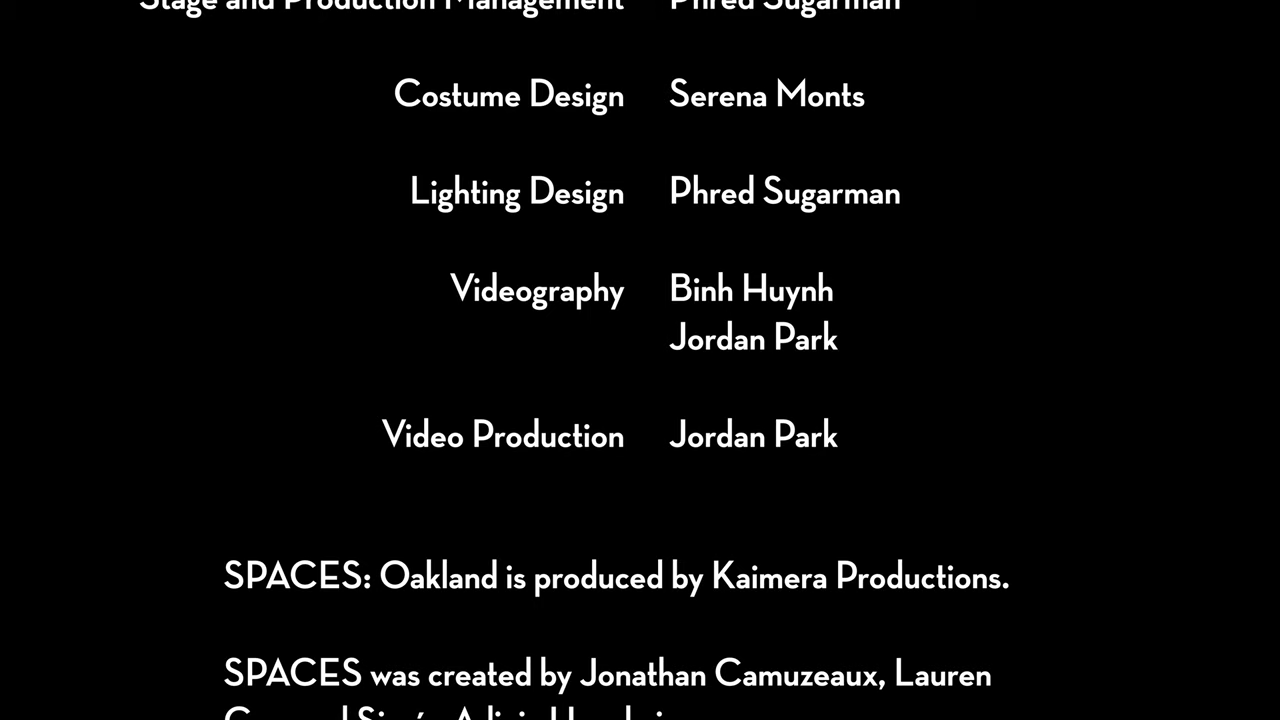 Stage and Production Management Phred Sugarman
Costume Design Serena Monts
Lighting Design Phred Sugarman
Videography Binh Huynh
Jordan Park
Video Production Jordan Park
SPACES: Oakland is produced by Kaimera Productions.
SPACES was created by Jonathan Camuzeaux, Lauren